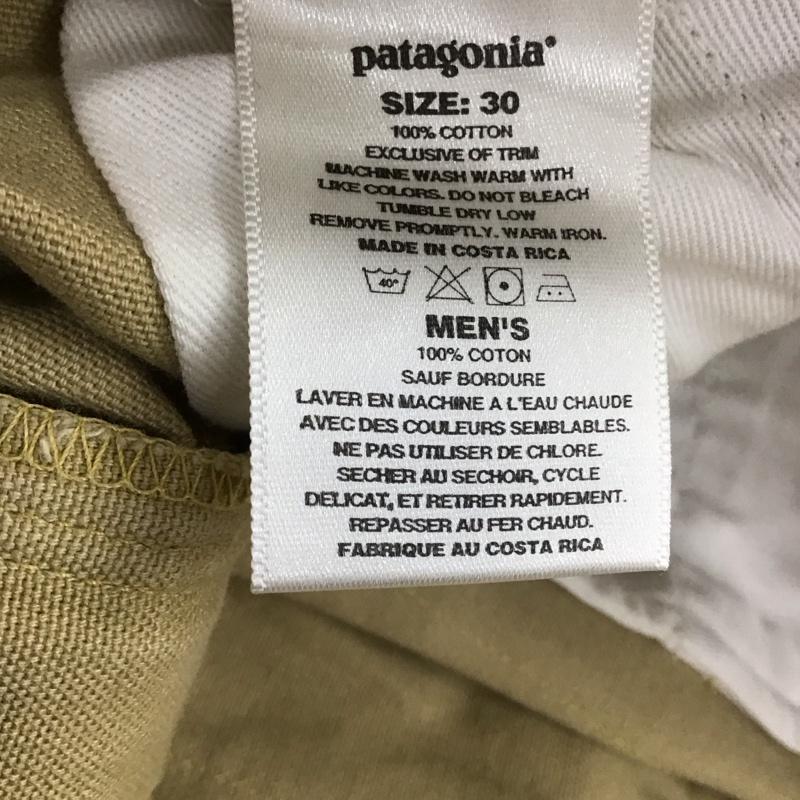 patagonia®
SIZE: 30
100% COTTON
EXCLUSIVE OF TRIM
MACHINE WASH WARM WITH
LIKE COLORS. DO NOT BLEACH
TUMBLE DRY LOW
REMOVE PROMPTLY. WARM IRON.
MADE IN COSTA RICA
40°
MEN'S
100% COTON
SAUF BORDURE
LAVER EN MACHINE A L'EAU CHAUDE
AVEC DES COULEURS SEMBLABLES.
NE PAS UTILISER DE CHLORE.
SECHER AU SECHOIR, CYCLE
DELICAT, ET RETIRER RAPIDEMENT.
REPASSER AU FER CHAUD.
FABRIQUE AU COSTA RICA